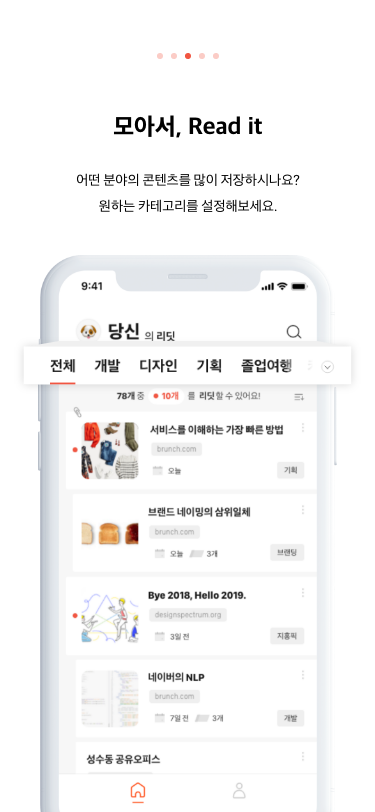 모아서, Read it
어떤 분야의 콘텐츠를 많이 저장하시나요?
원하는 카테고리를 설정해보세요.
9:41
당신 의 리딧
전체 개발 디자인 기획 졸업여행
78개 중 10개 를 리딧할 수 있어요!
서비스를 이해하는 가장 빠른 방법
brunch.com
오늘 기획
브랜드 네이밍의 삼위일체
brunch.com
오늘 3개 브랜딩
Bye 2018, Hello 2019.
designspectrum.org
3일 전 지홍픽
네이버의 NLP
brunch.com
7일 전 3개 개발
성수동 공유오피스